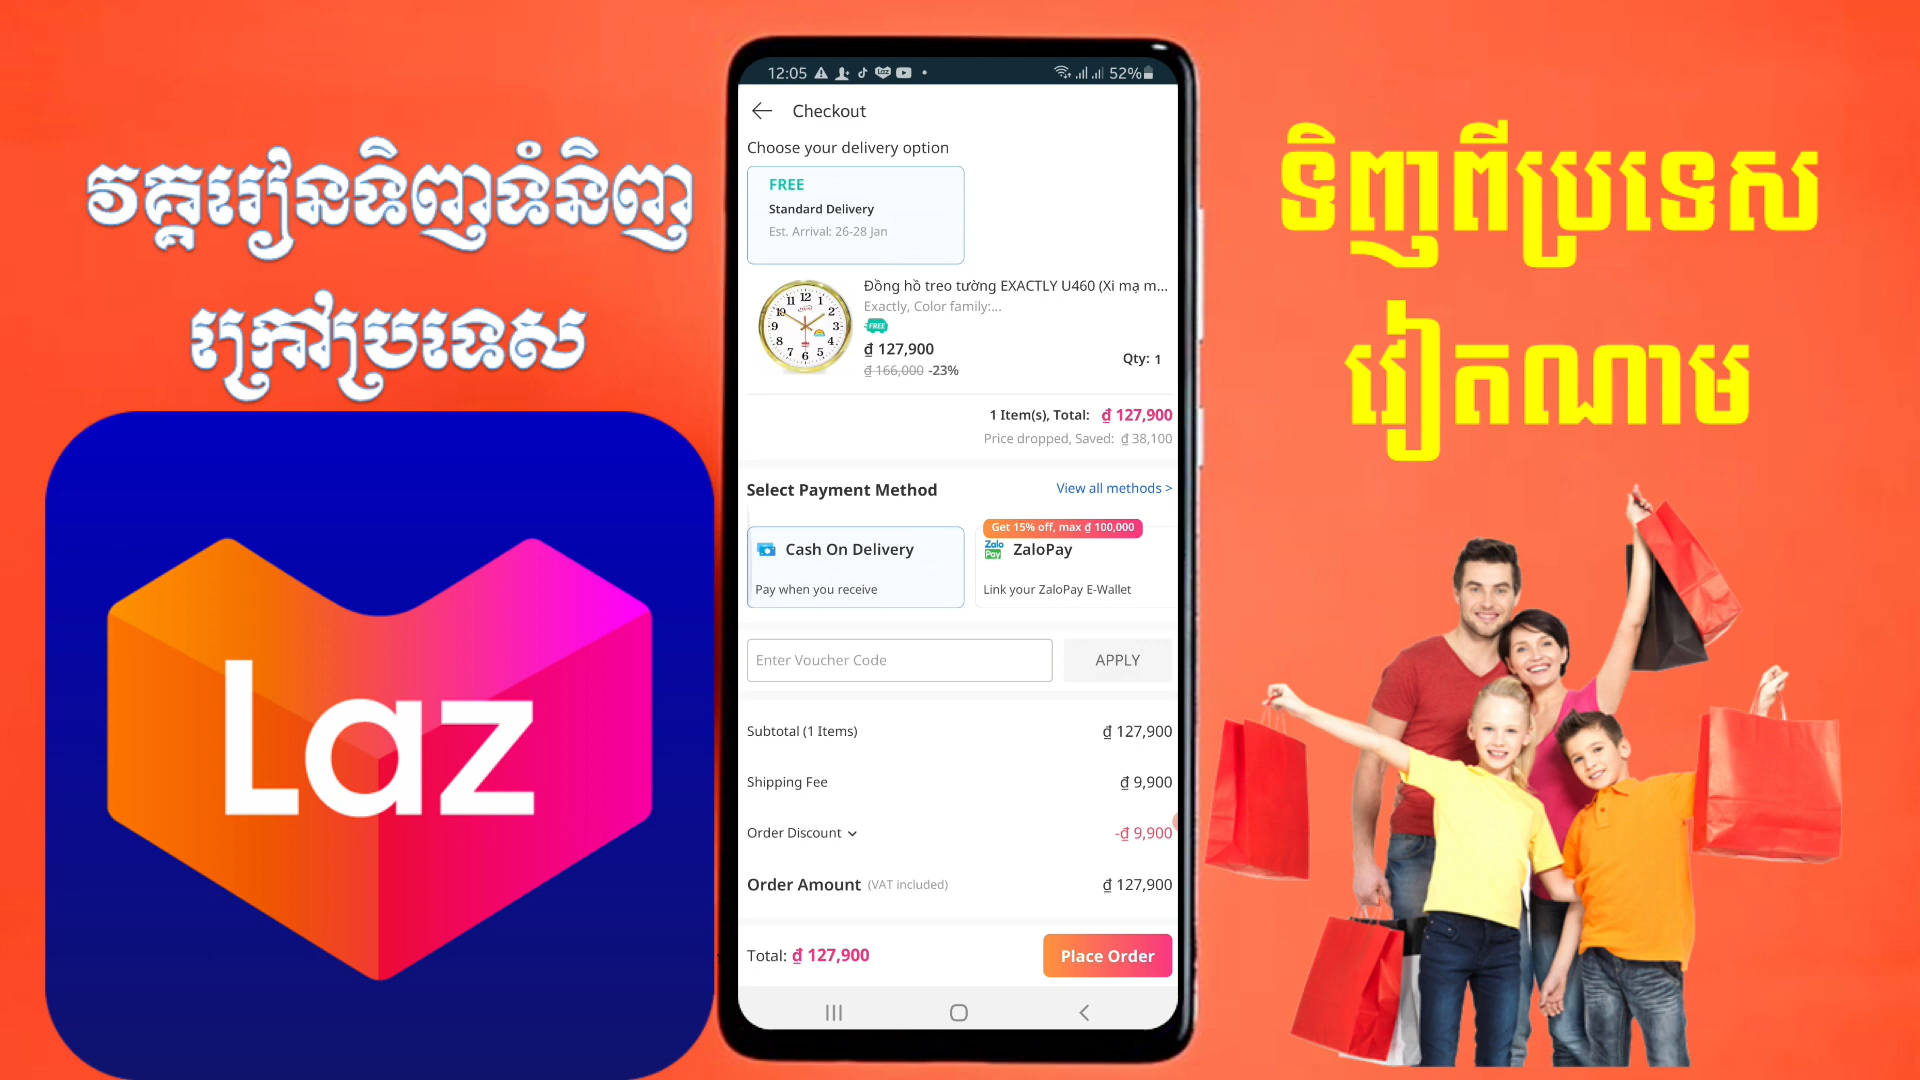 វគ្គរៀនទិញទំនិញ
ក្រៅប្រទេស
Laz
12:05
52%
Checkout
Choose your delivery option
FREE
Standard Delivery
Est. Arrival: 26-28 Jan
Đồng hồ treo tường EXACTLY U460 (Xi mạ m...
Exactly, Color family:...
FREE
₫ 127,900
₫ 166,000 -23%
Qty: 1
1 Item(s), Total: ₫ 127,900
Price dropped, Saved: ₫ 38,100
Select Payment Method
View all methods >
Get 15% off, max ₫ 100,000
Cash On Delivery
Zalo Pay ZaloPay
Pay when you receive
Link your ZaloPay E-Wallet
Enter Voucher Code
APPLY
Subtotal (1 Items) ₫ 127,900
Shipping Fee ₫ 9,900
Order Discount -₫ 9,900
Order Amount (VAT included) ₫ 127,900
Total: ₫ 127,900
Place Order
ទិញពីប្រទេស
វៀតណាម